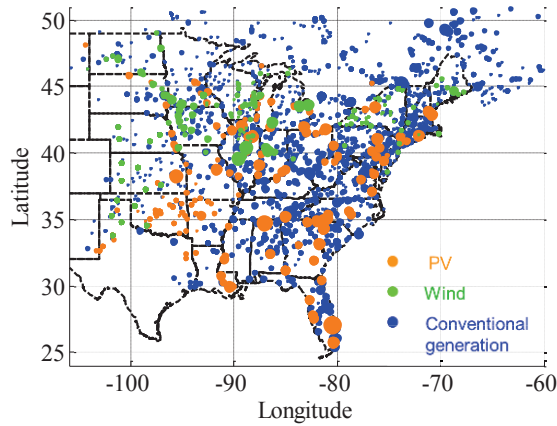 50
45
40
35
30
25
Latitude
PV
Wind
Conventional
generation
-100
-90
-80
-70
-60
Longitude